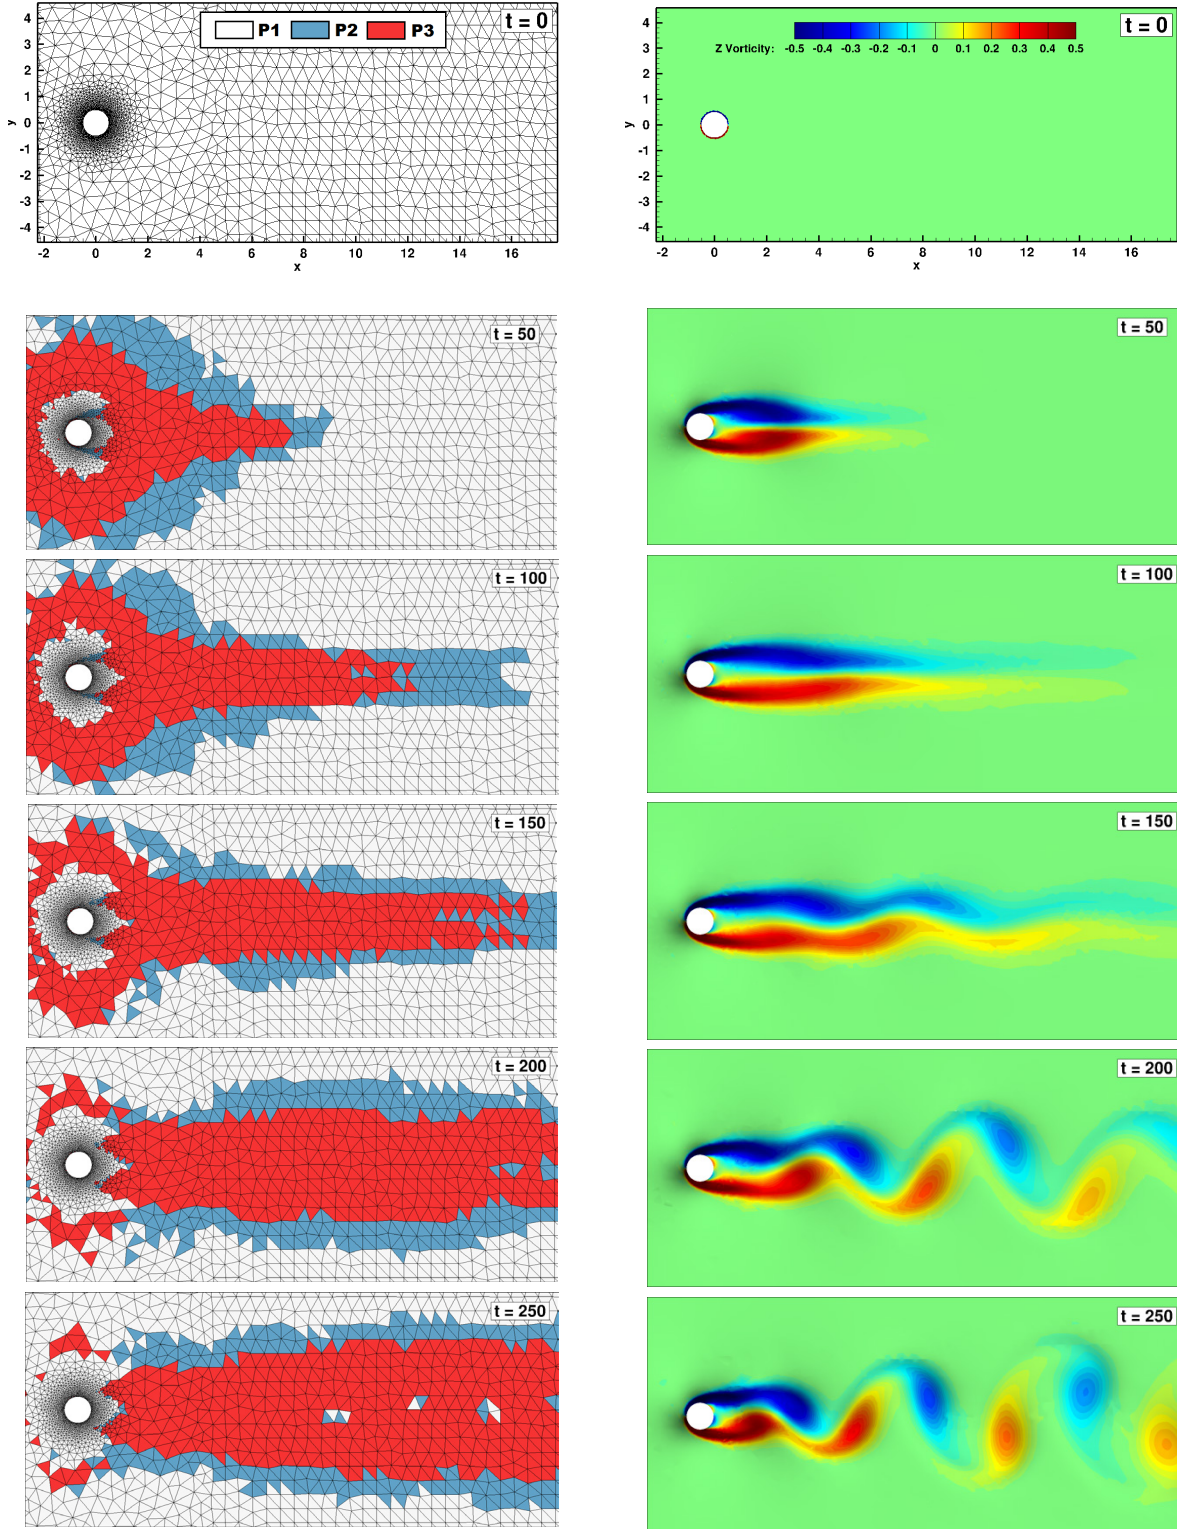 P1 P2 P3
t = 0
4
3
2
1
0
-1
-2
-3
-4
y
-2 0 2 4 6 8 10 12 14 16
x
t = 0
Z Vorticity: -0.5 -0.4 -0.3 -0.2 -0.1 0 0.1 0.2 0.3 0.4 0.5
4
3
2
1
0
-1
-2
-3
-4
y
-2 0 2 4 6 8 10 12 14 16
x
t = 50
t = 50
t = 100
t = 100
t = 150
t = 150
t = 200
t = 200
t = 250
t = 250